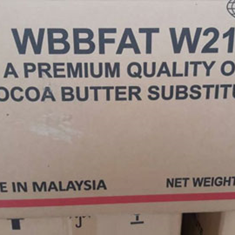 WBBFAT W21
A PREMIUM QUALITY O
OCOA BUTTER SUBSTITU
E IN MALAYSIA NET WEIGHT